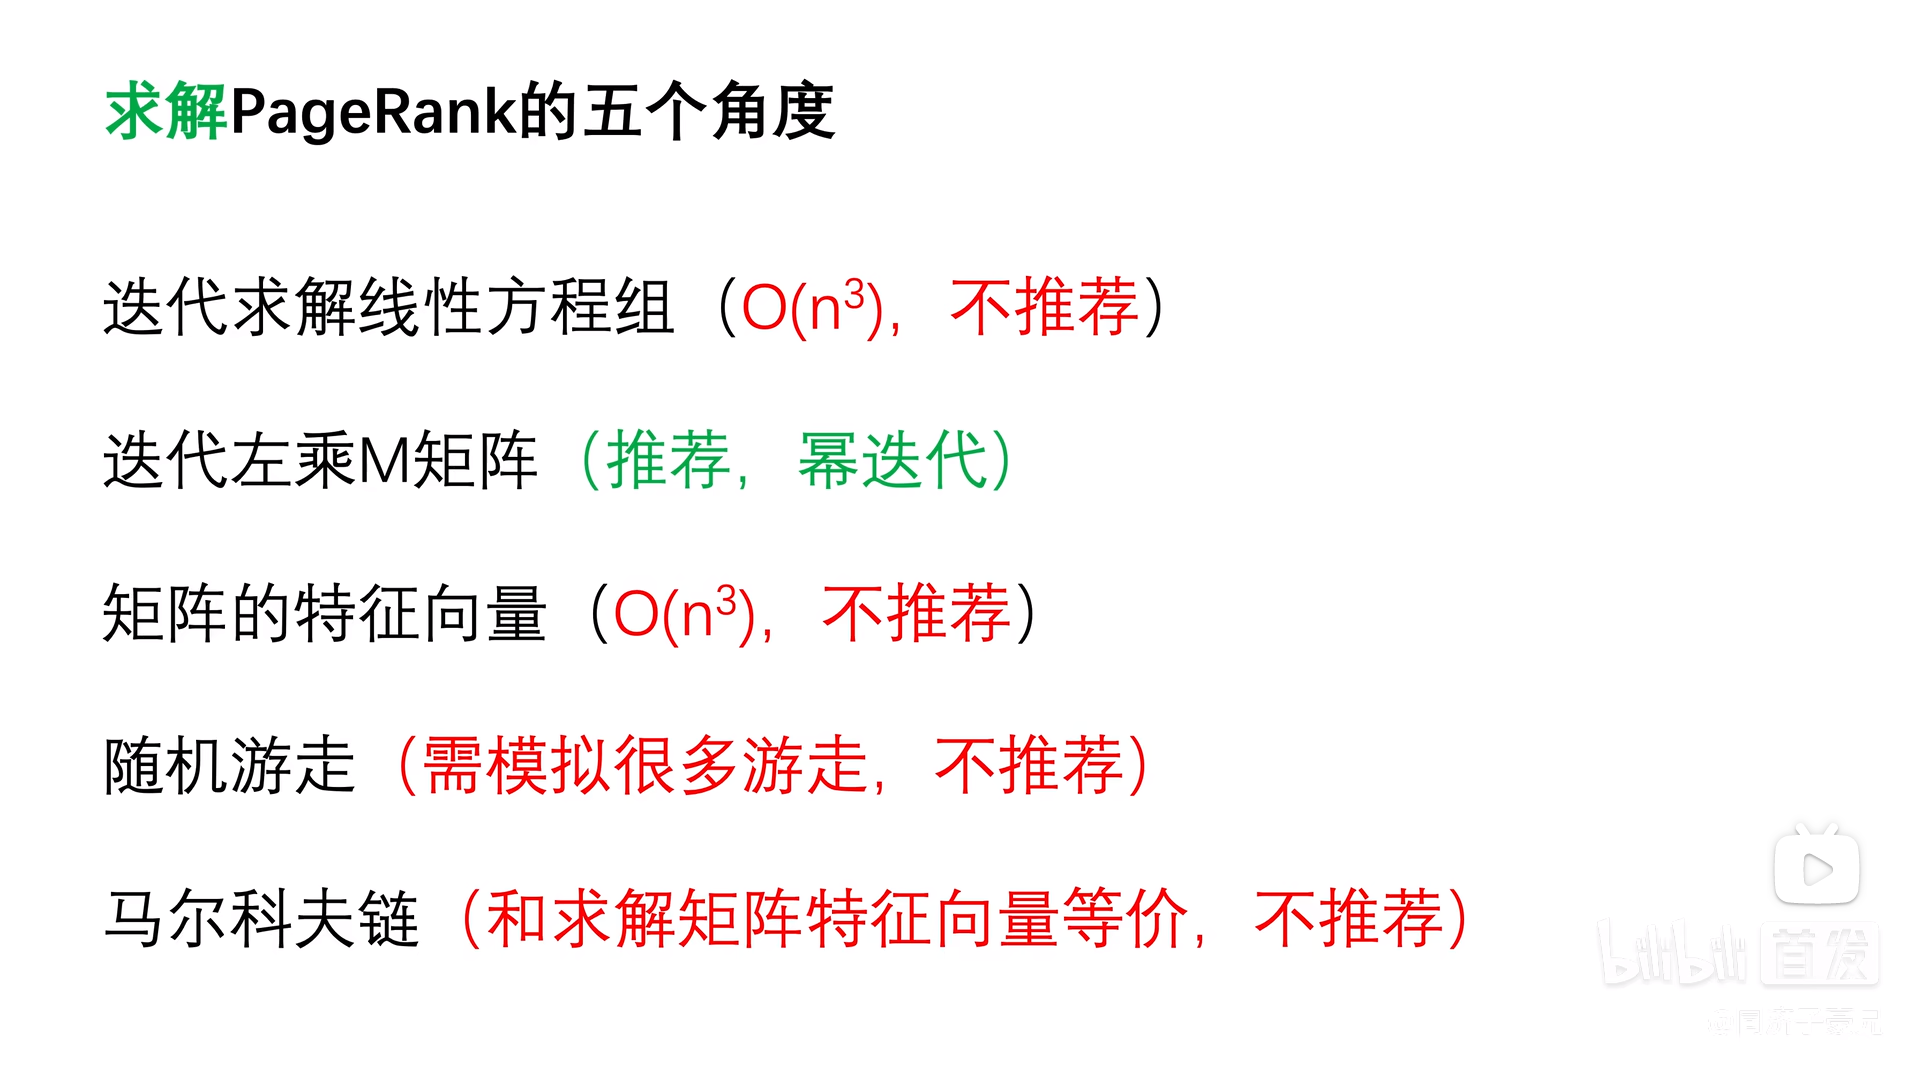 求解PageRank的五个角度
迭代求解线性方程组（O(n³)，不推荐）
迭代左乘M矩阵（推荐，幂迭代）
矩阵的特征向量（O(n³)，不推荐）
随机游走（需模拟很多游走，不推荐）
马尔科夫链（和求解矩阵特征向量等价，不推荐）
bilibili 首发
@同济子豪兄